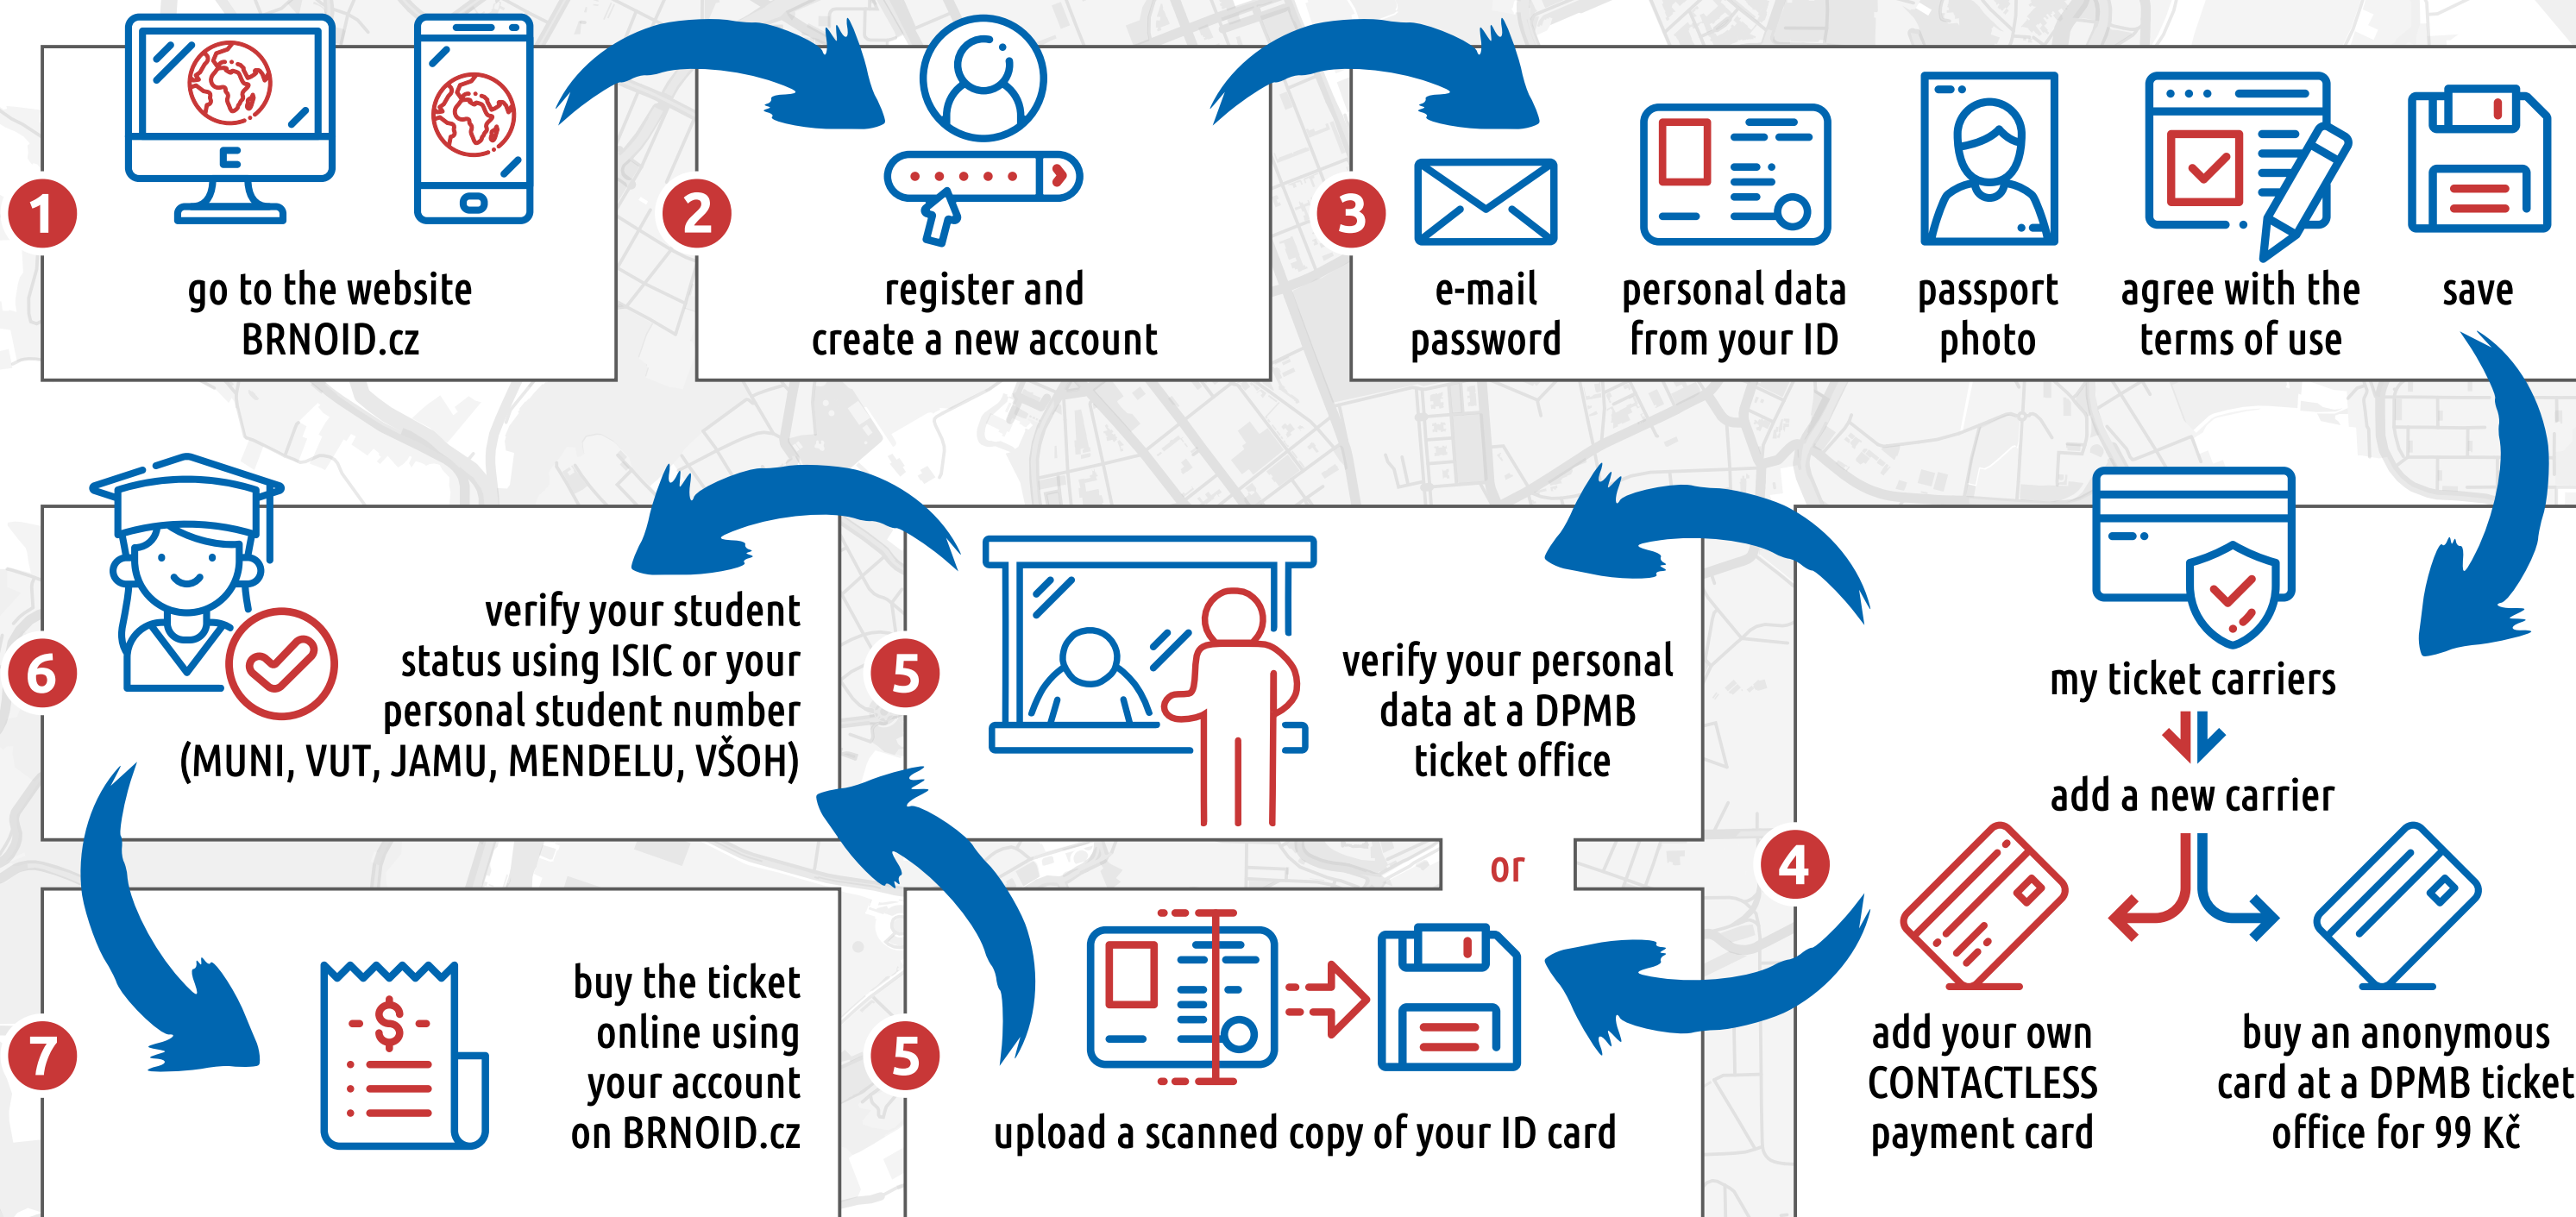 1
go to the website
BRNOID.cz
2
register and
create a new account
3
e-mail
password
personal data
from your ID
passport
photo
agree with the
terms of use
save
4
my ticket carriers
add a new carrier
add your own
CONTACTLESS
payment card
buy an anonymous
card at a DPMB ticket
office for 99 Kč
5
verify your personal
data at a DPMB
ticket office
or
5
upload a scanned copy of your ID card
6
verify your student
status using ISIC or your
personal student number
(MUNI, VUT, JAMU, MENDELU, VŠOH)
7
-$-
buy the ticket
online using
your account
on BRNOID.cz